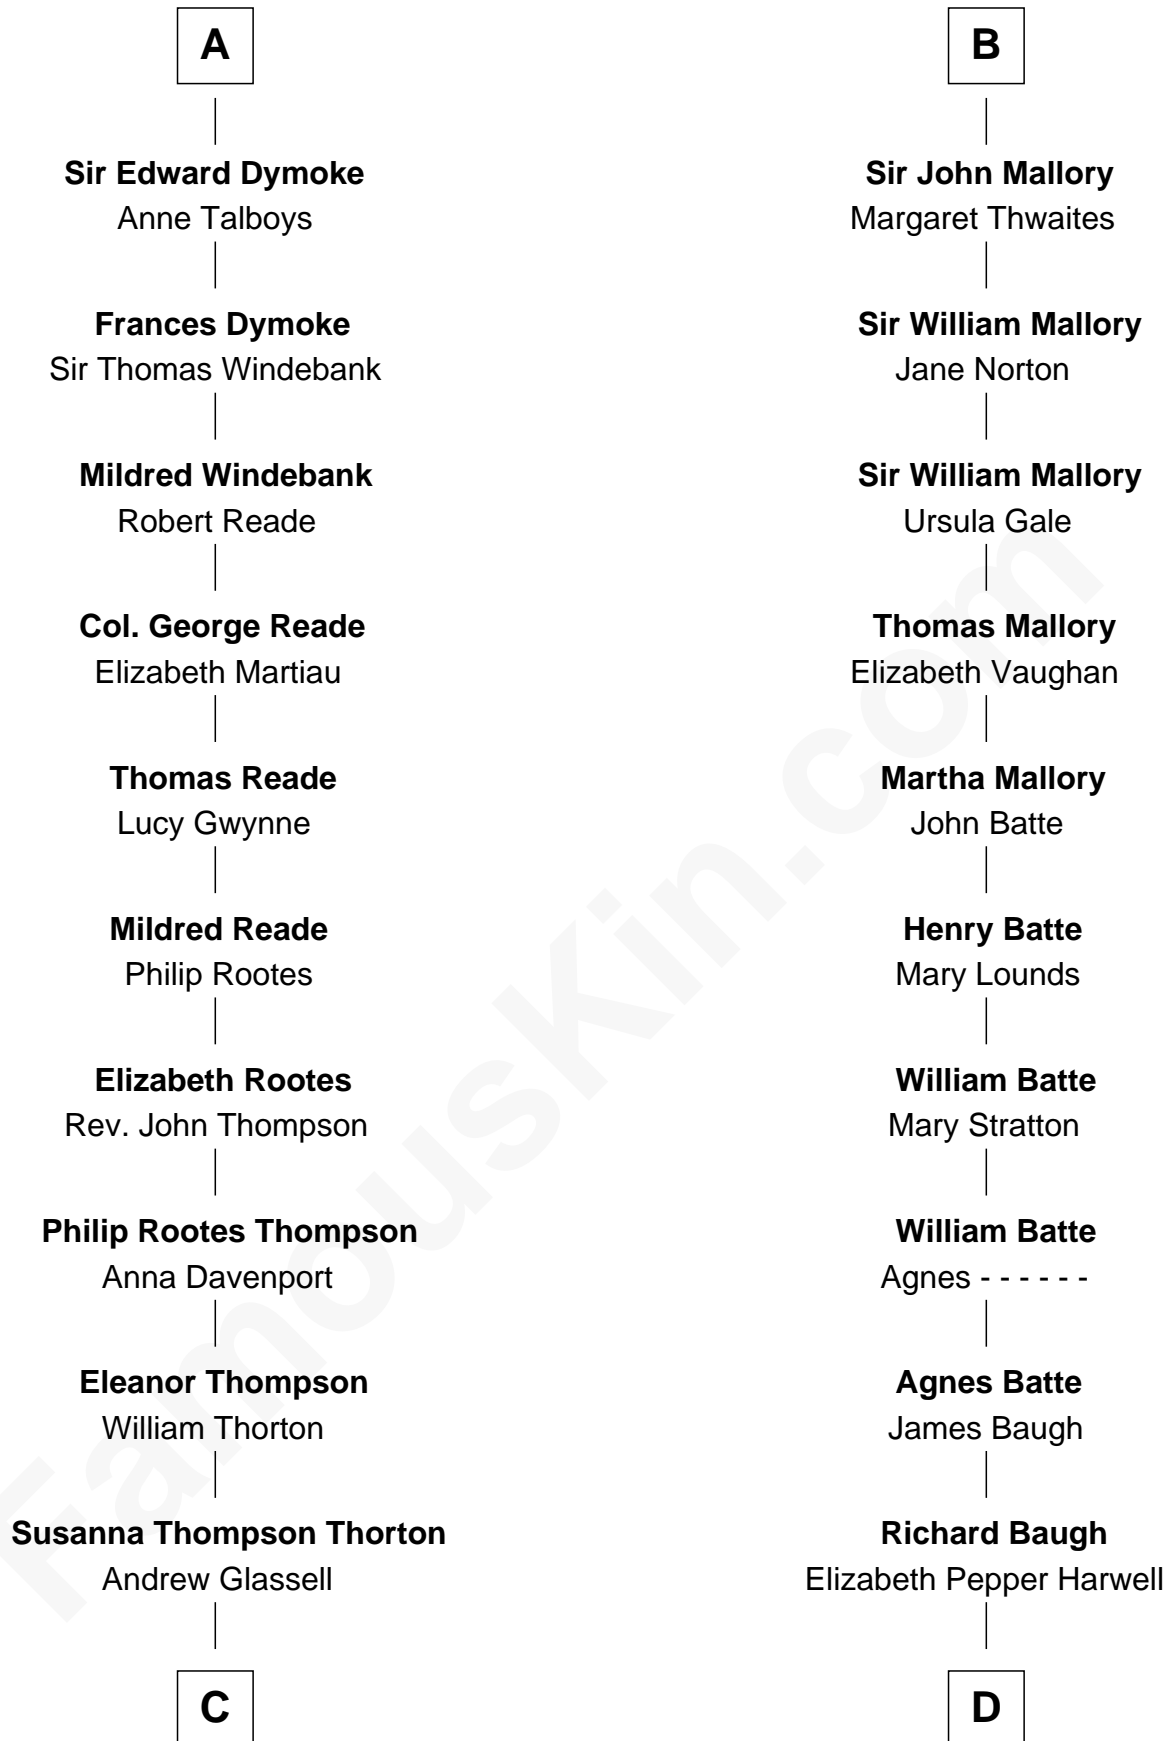 A
Sir Edward Dymoke
Anne Talboys
Frances Dymoke
Sir Thomas Windebank
Mildred Windebank
Robert Reade
Col. George Reade
Elizabeth Martiau
Thomas Reade
Lucy Gwynne
Mildred Reade
Philip Rootes
Elizabeth Rootes
Rev. John Thompson
Philip Rootes Thompson
Anna Davenport
Eleanor Thompson
William Thorton
Susanna Thompson Thorton
Andrew Glassell
C
B
Sir John Mallory
Margaret Thwaites
Sir William Mallory
Jane Norton
Sir William Mallory
Ursula Gale
Thomas Mallory
Elizabeth Vaughan
Martha Mallory
John Batte
Henry Batte
Mary Lounds
William Batte
Mary Stratton
William Batte
Agnes - - - - - -
Agnes Batte
James Baugh
Richard Baugh
Elizabeth Pepper Harwell
D
FamousKin.com